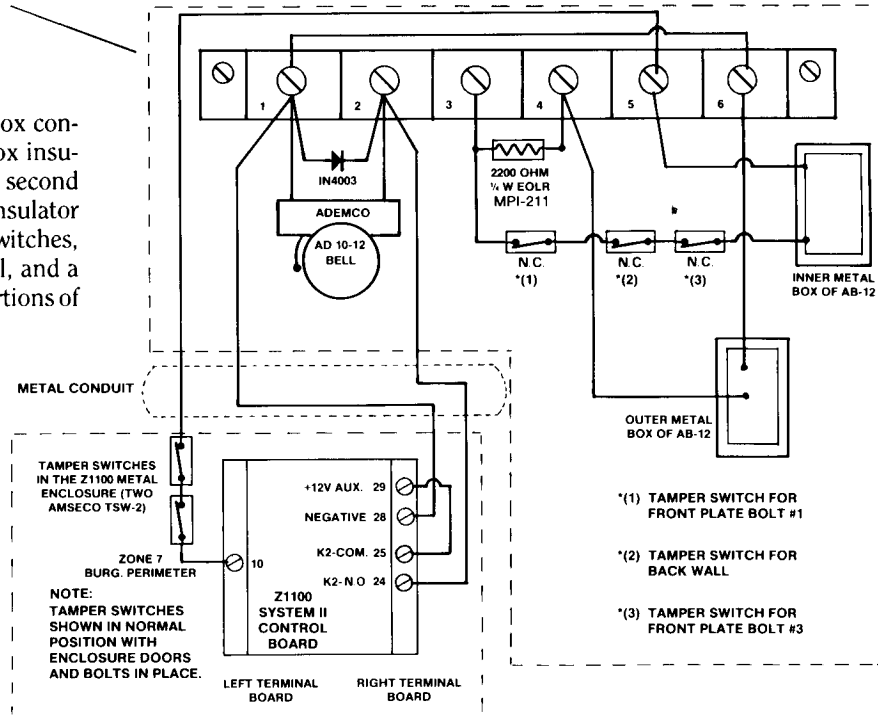 ox con-
ox insu-
second
nsulator
witches,
l, and a
rtions of
1 2 3 4 5 6
IN4003
ADEMCO
AD 10-12
BELL
2200 OHM
¼ W EOLR
MPI-211
N.C.
*(1)
N.C.
*(2)
N.C.
*(3)
INNER METAL
BOX OF AB-12
OUTER METAL
BOX OF AB-12
METAL CONDUIT
TAMPER SWITCHES
IN THE Z1100 METAL
ENCLOSURE (TWO
AMSECO TSW-2)
ZONE 7
BURG. PERIMETER
10
+12V AUX. 29
NEGATIVE 28
K2-COM. 25
K2-N.O 24
Z1100
SYSTEM II
CONTROL
BOARD
NOTE:
TAMPER SWITCHES
SHOWN IN NORMAL
POSITION WITH
ENCLOSURE DOORS
AND BOLTS IN PLACE.
LEFT TERMINAL
BOARD
RIGHT TERMINAL
BOARD
*(1) TAMPER SWITCH FOR
FRONT PLATE BOLT #1
*(2) TAMPER SWITCH FOR
BACK WALL
*(3) TAMPER SWITCH FOR
FRONT PLATE BOLT #3